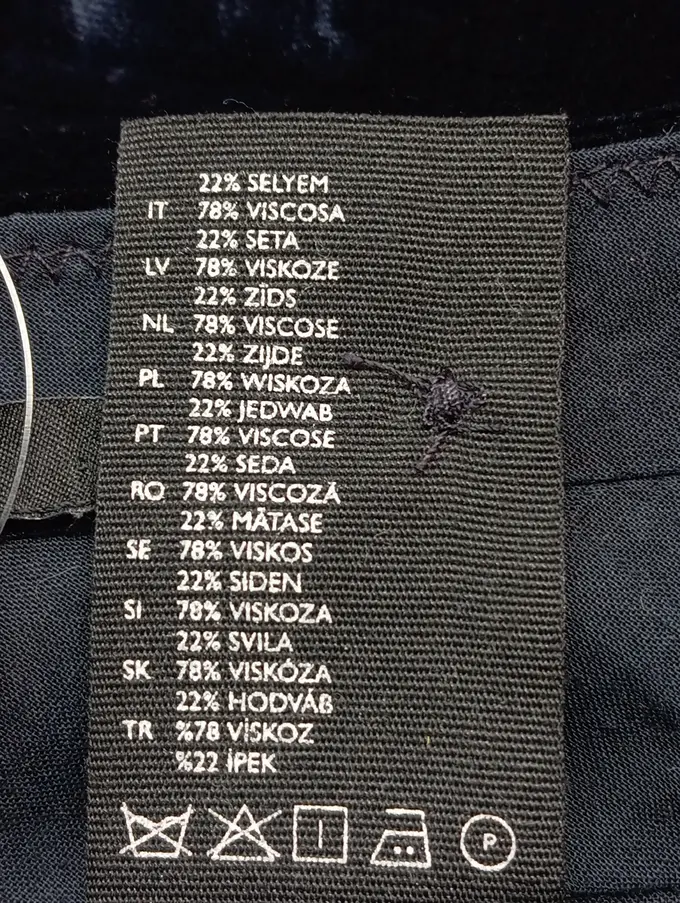 22% SELYEM
IT 78% VISCOSA
22% SETA
LV 78% VISKOZE
22% ZĪDS
NL 78% VISCOSE
22% ZIJDE
PL 78% WISKOZA
22% JEDWAB
PT 78% VISCOSE
22% SEDA
RO 78% VISCOZĂ
22% MĂTASE
SE 78% VISKOS
22% SIDEN
SI 78% VISKOZA
22% SVILA
SK 78% VISKÓZA
22% HODVÁB
TR %78 VİSKOZ
%22 İPEK
P